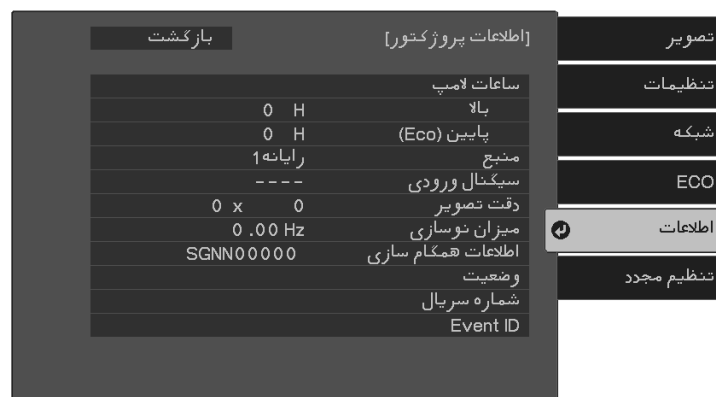 [اطلاعات پروژکتور] بازگشت
ساعات لامپ
بالا 0 H
پایین (Eco) 0 H
منبع رایانه1
سیگنال ورودی ----
دقت تصویر 0 x 0
میزان نوسازی 0.00 Hz
اطلاعات همگام سازی SGNN00000
وضعیت
شماره سریال
Event ID
تصویر
تنظیمات
شبکه
ECO
اطلاعات
تنظیم مجدد